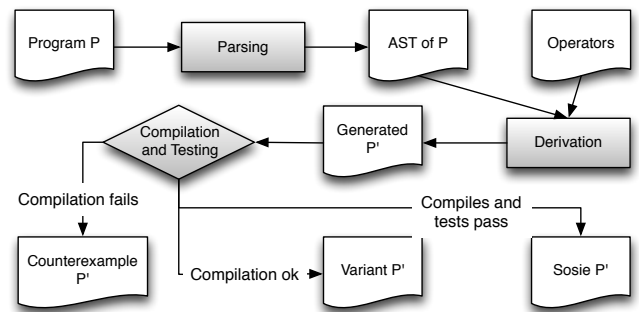 Program P
Parsing
AST of P
Operators
Compilation
and Testing
Generated
P'
Derivation
Compilation fails
Compiles and
tests pass
Counterexample
P'
Compilation ok
Variant P'
Sosie P'